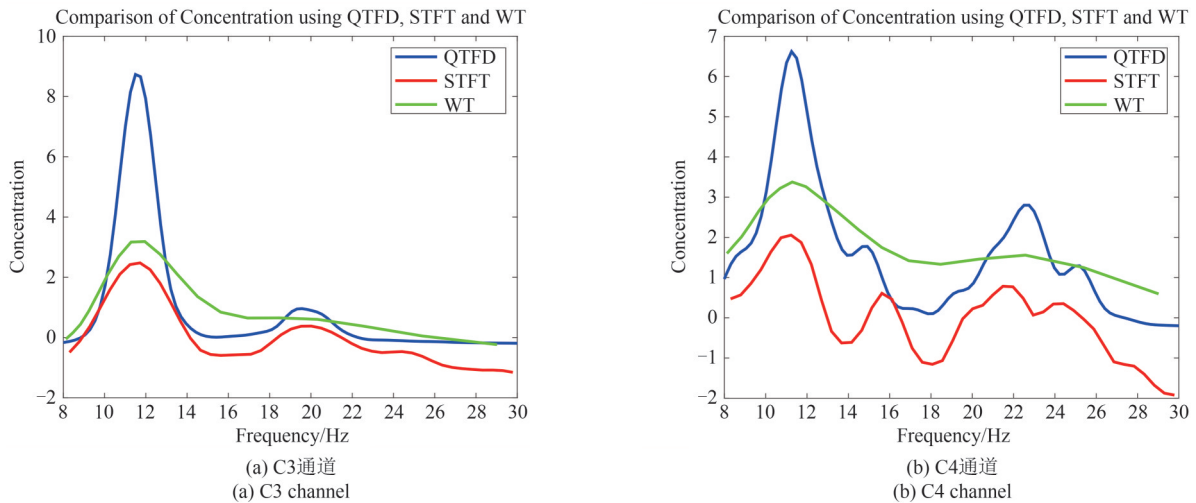 Comparison of Concentration using QTFD, STFT and WT
10
8
6
4
2
0
−2
8
10
12
14
16
18
20
22
24
26
28
30
Concentration
Frequency/Hz
QTFD
STFT
WT
(a) C3通道
(a) C3 channel
Comparison of Concentration using QTFD, STFT and WT
7
6
5
4
3
2
1
0
−1
−2
8
10
12
14
16
18
20
22
24
26
28
30
Concentration
Frequency/Hz
QTFD
STFT
WT
(b) C4通道
(b) C4 channel